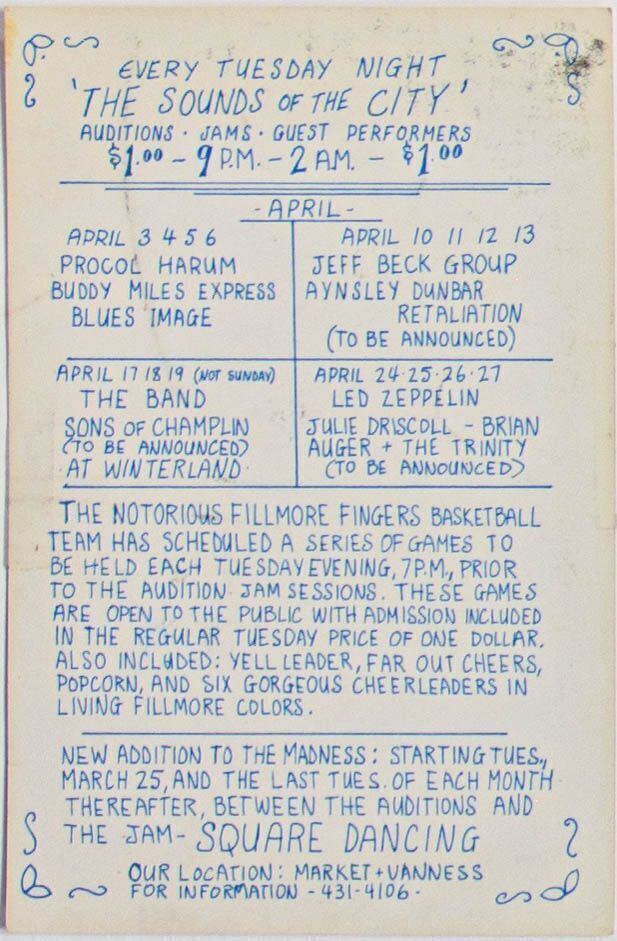 EVERY TUESDAY NIGHT
'THE SOUNDS OF THE CITY'
AUDITIONS · JAMS · GUEST PERFORMERS
$1.00 - 9 P.M. - 2 A.M. - $1.00
- APRIL -
APRIL 3 4 5 6
PROCOL HARUM
BUDDY MILES EXPRESS
BLUES IMAGE
APRIL 10 11 12 13
JEFF BECK GROUP
AYNSLEY DUNBAR
RETALIATION
(TO BE ANNOUNCED)
APRIL 17 18 19 (NOT SUNDAY)
THE BAND
SONS OF CHAMPLIN
(TO BE ANNOUNCED)
· AT WINTERLAND ·
APRIL 24·25·26·27
LED ZEPPELIN
JULIE DRISCOLL - BRIAN
AUGER + THE TRINITY
(TO BE ANNOUNCED)
THE NOTORIOUS FILLMORE FINGERS BASKETBALL
TEAM HAS SCHEDULED A SERIES OF GAMES TO
BE HELD EACH TUESDAY EVENING, 7P.M., PRIOR
TO THE AUDITION JAM SESSIONS. THESE GAMES
ARE OPEN TO THE PUBLIC WITH ADMISSION INCLUDED
IN THE REGULAR TUESDAY PRICE OF ONE DOLLAR.
ALSO INCLUDED: YELL LEADER, FAR OUT CHEERS,
POPCORN, AND SIX GORGEOUS CHEERLEADERS IN
LIVING FILLMORE COLORS.
NEW ADDITION TO THE MADNESS: STARTING TUES.,
MARCH 25, AND THE LAST TUES. OF EACH MONTH
THEREAFTER, BETWEEN THE AUDITIONS AND
THE JAM - SQUARE DANCING
OUR LOCATION: MARKET + VANNESS
FOR INFORMATION - 431-4106 ·